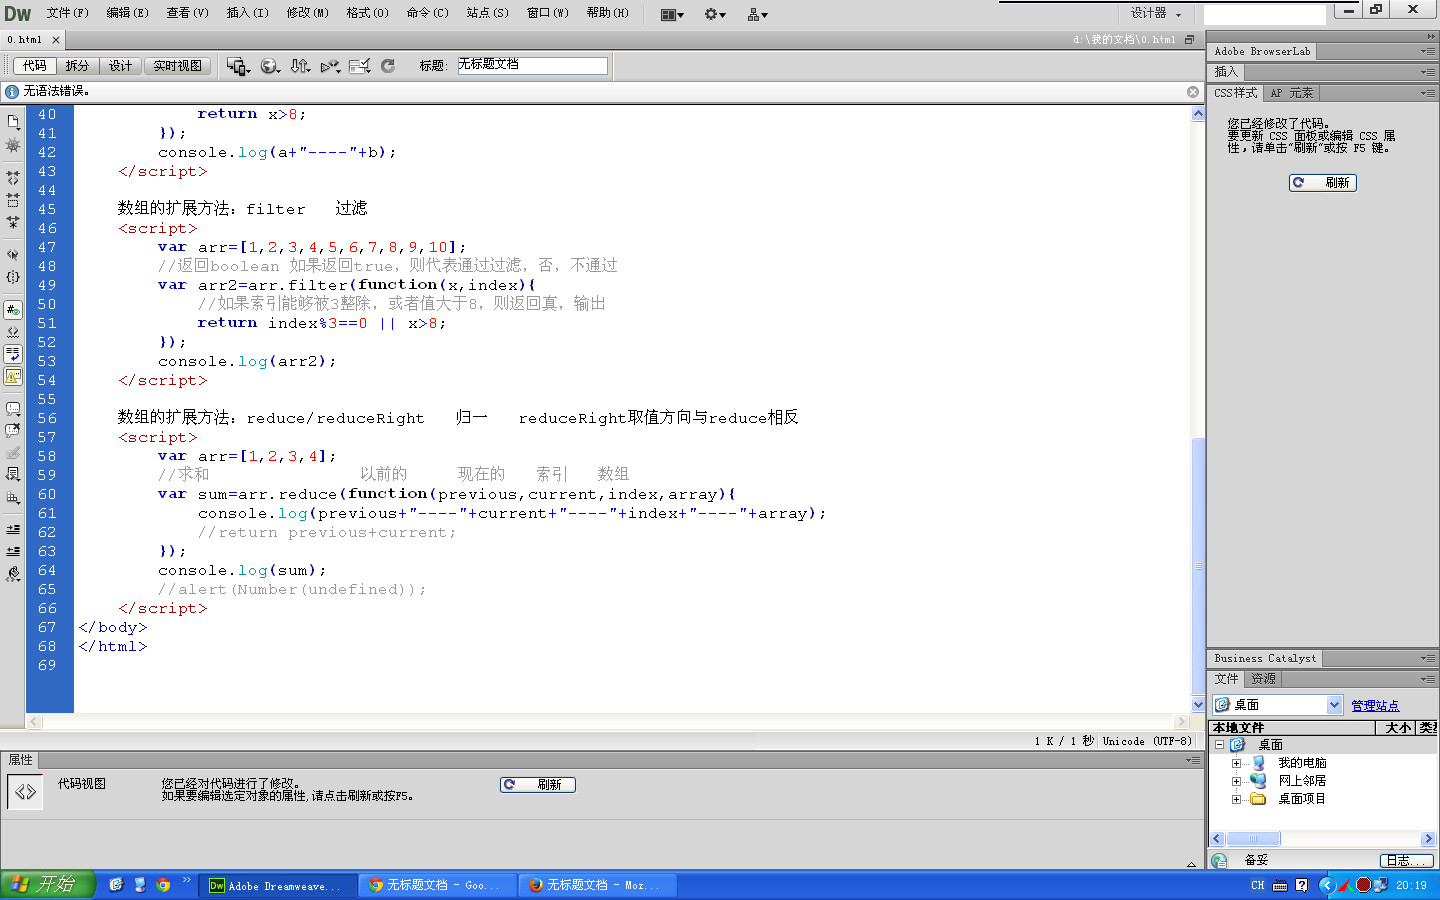 Dw 文件(F) 编辑(E) 查看(V) 插入(I) 修改(M) 格式(O) 命令(C) 站点(S) 窗口(W) 帮助(H) 设计器
0.html d:\我的文档\0.html
代码 拆分 设计 实时视图 标题: 无标题文档
无语法错误。
40 return x>8;
41 });
42 console.log(a+"----"+b);
43 </script>
44
45 数组的扩展方法：filter 过滤
46 <script>
47 var arr=[1,2,3,4,5,6,7,8,9,10];
48 //返回boolean 如果返回true，则代表通过过滤，否，不通过
49 var arr2=arr.filter(function(x,index){
50 //如果索引能够被3整除，或者值大于8，则返回真，输出
51 return index%3==0 || x>8;
52 });
53 console.log(arr2);
54 </script>
55
56 数组的扩展方法：reduce/reduceRight 归一 reduceRight取值方向与reduce相反
57 <script>
58 var arr=[1,2,3,4];
59 //求和 以前的 现在的 索引 数组
60 var sum=arr.reduce(function(previous,current,index,array){
61 console.log(previous+"----"+current+"----"+index+"----"+array);
62 //return previous+current;
63 });
64 console.log(sum);
65 //alert(Number(undefined));
66 </script>
67 </body>
68 </html>
69
1 K / 1 秒 Unicode (UTF-8)
属性
代码视图
您已经对代码进行了修改。
如果要编辑选定对象的属性,请点击刷新或按F5。
刷新
Adobe BrowserLab
插入
CSS样式 AP 元素
您已经修改了代码。
要更新 CSS 面板或编辑 CSS 属
性，请单击“刷新”或按 F5 键。
刷新
Business Catalyst
文件 资源
桌面 管理站点
本地文件 大小 类型
桌面
我的电脑
网上邻居
桌面项目
备妥 日志...
开始 Adobe Dreamweave... 无标题文档 - Goo... 无标题文档 - Moz... CH 20:19